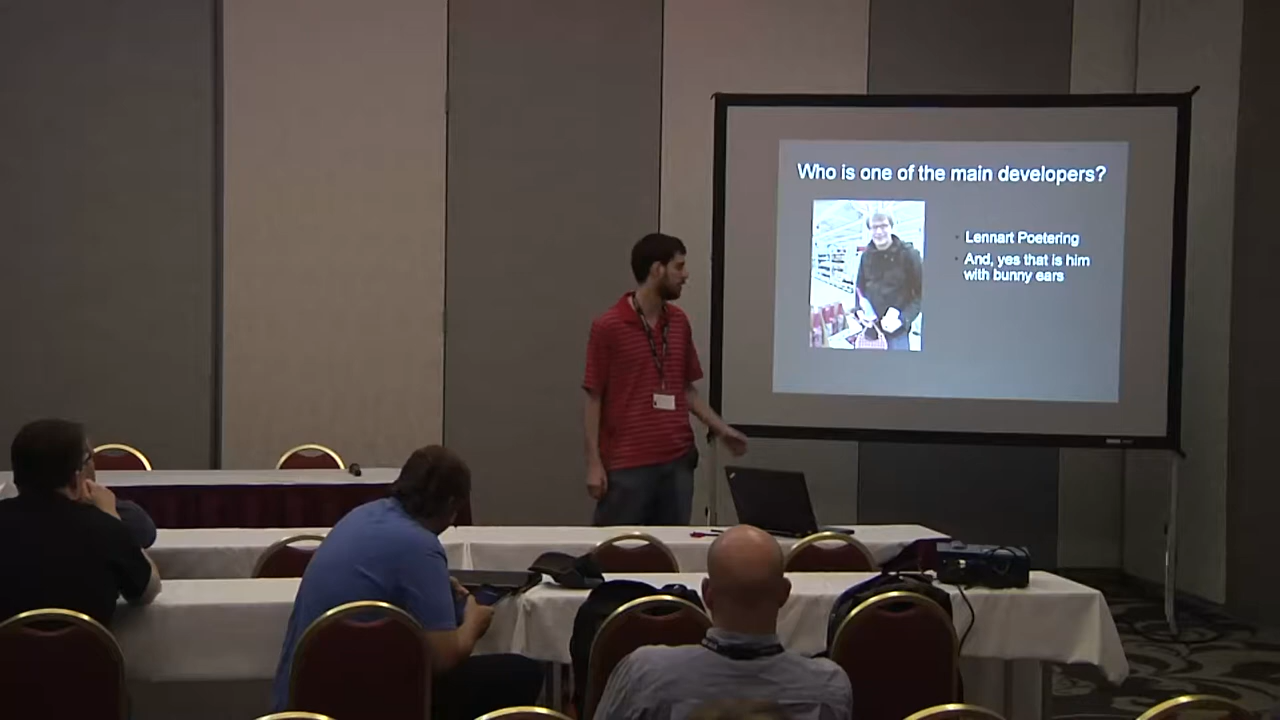 Who is one of the main developers?
Lennart Poetering
And, yes that is him
with bunny ears